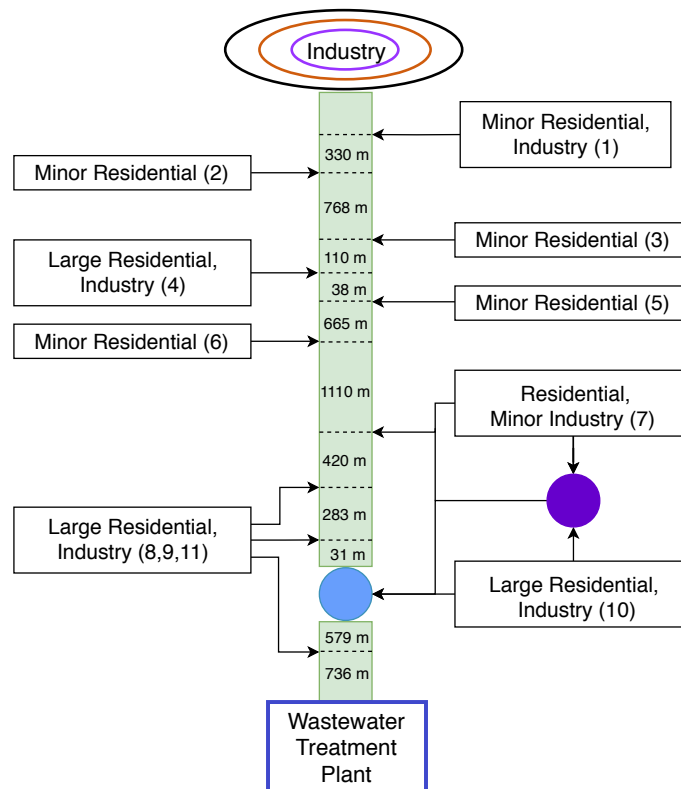 Industry
Minor Residential,
Industry (1)
330 m
Minor Residential (2)
768 m
Minor Residential (3)
110 m
Large Residential,
Industry (4)
38 m
Minor Residential (5)
665 m
Minor Residential (6)
1110 m
Residential,
Minor Industry (7)
420 m
283 m
Large Residential,
Industry (8,9,11)
31 m
Large Residential,
Industry (10)
579 m
736 m
Wastewater
Treatment
Plant